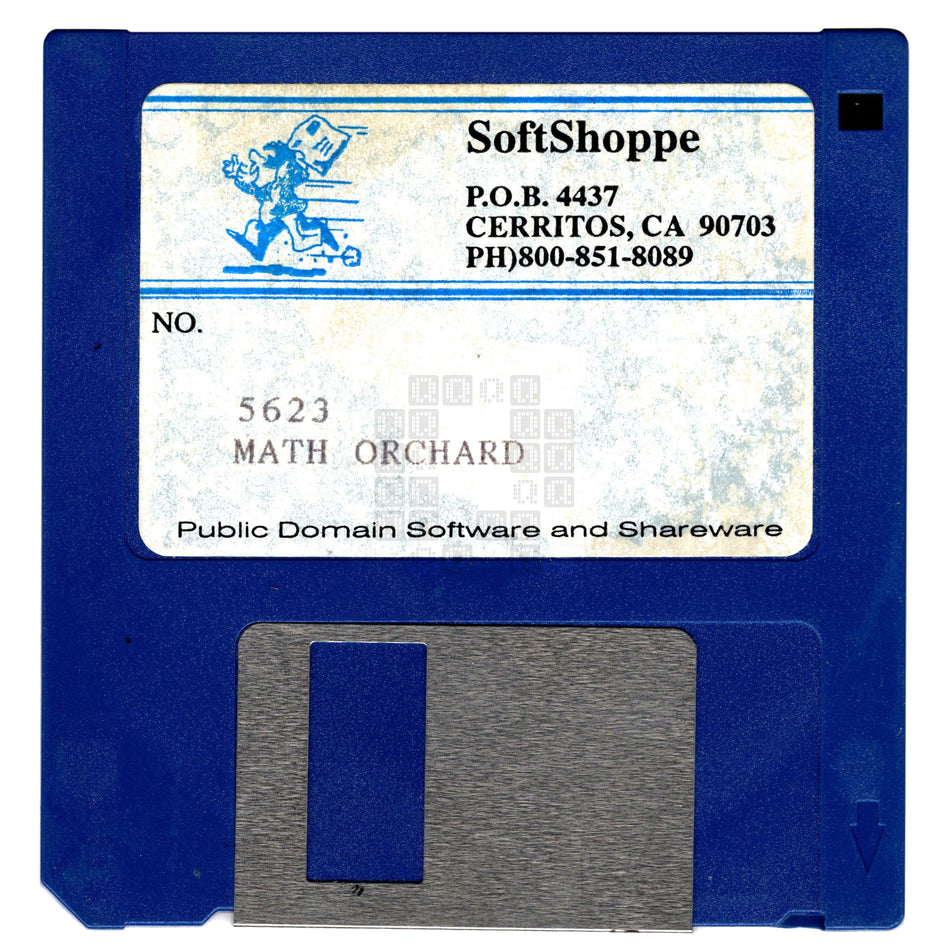 SoftShoppe
P.O.B. 4437
CERRITOS, CA 90703
PH)800-851-8089
NO.
5623
MATH ORCHARD
Public Domain Software and Shareware